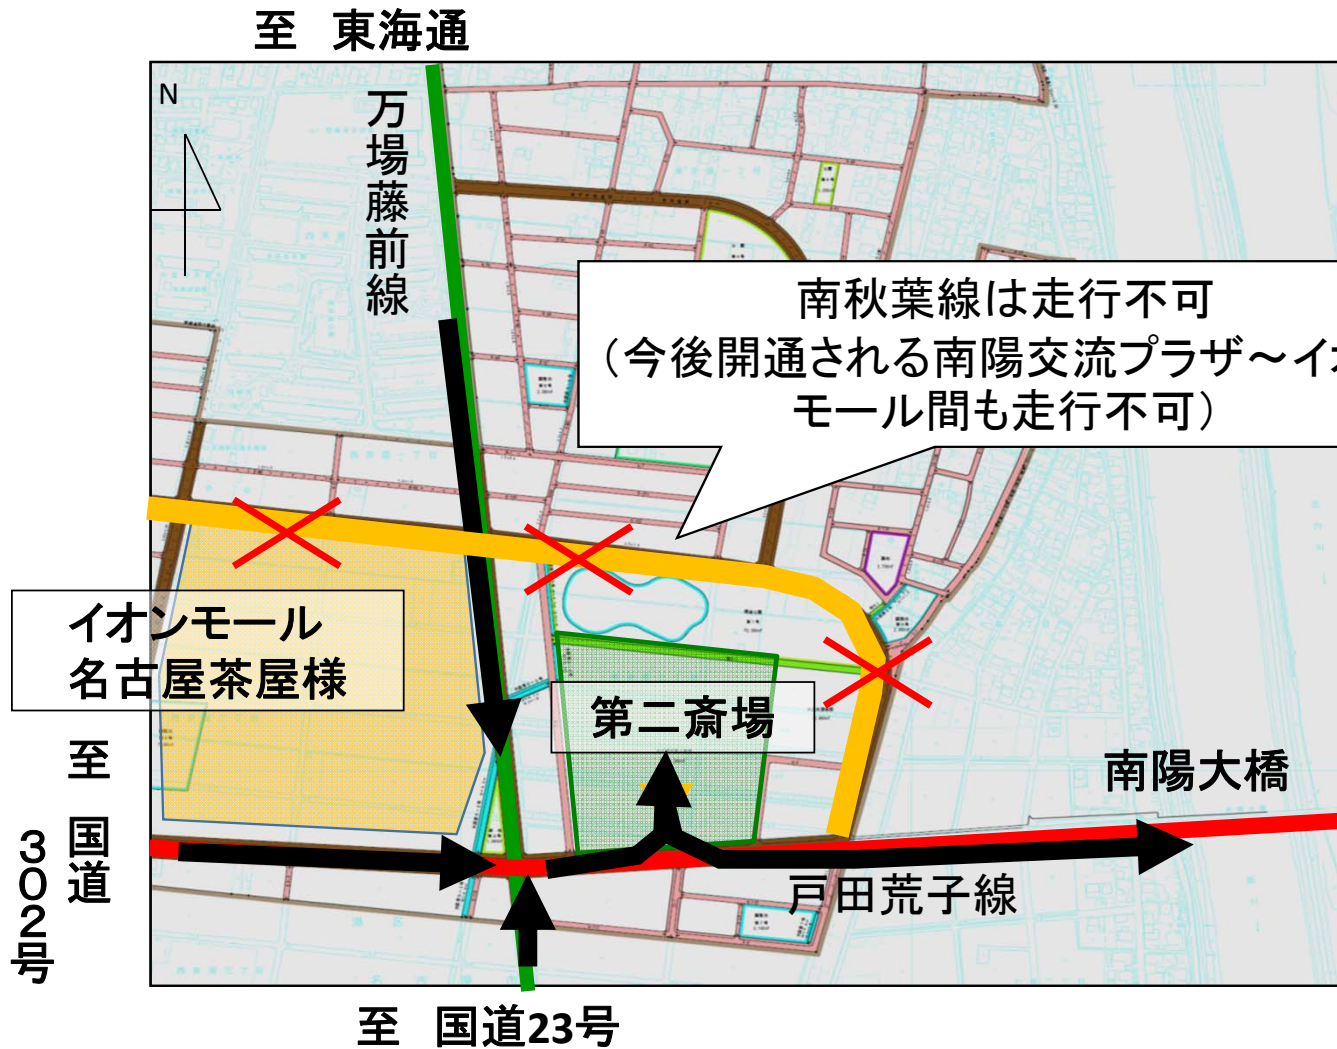 至 東海通
N
万場藤前線
南秋葉線は走行不可
（今後開通される南陽交流プラザ～イオ
モール間も走行不可）
イオンモール
名古屋茶屋様
第二斎場
南陽大橋
至 国道302号
戸田荒子線
至 国道23号